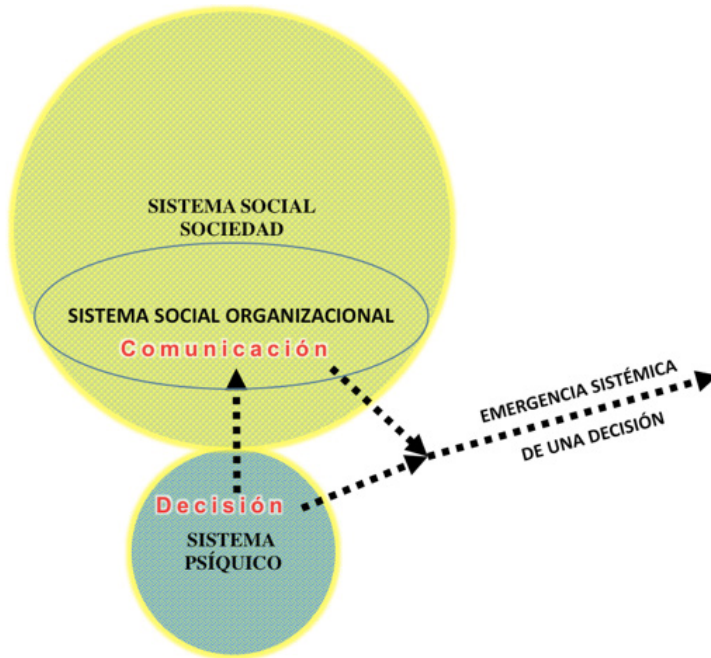 SISTEMA SOCIAL
SOCIEDAD
SISTEMA SOCIAL ORGANIZACIONAL
Comunicación
EMERGENCIA SISTÉMICA
DE UNA DECISIÓN
Decisión
SISTEMA
PSÍQUICO